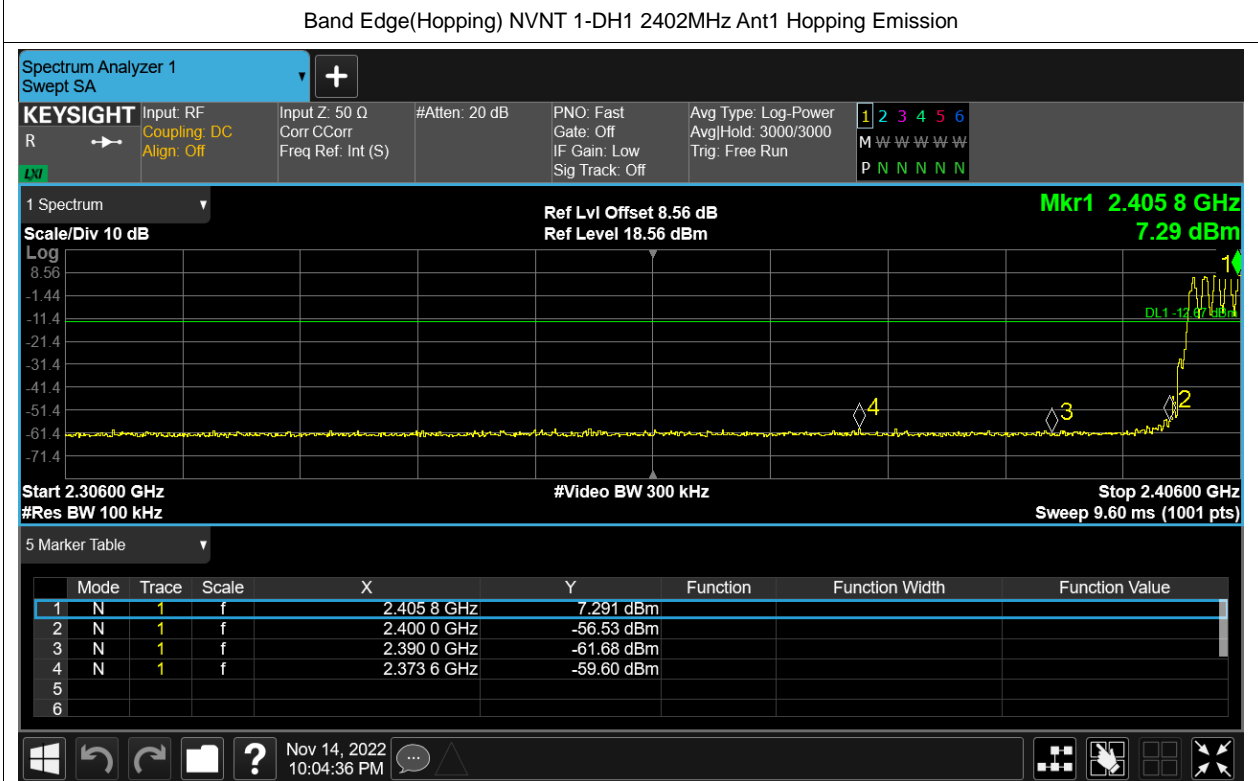 Band Edge(Hopping) NVNT 1-DH1 2402MHz Ant1 Hopping Emission
Spectrum Analyzer 1
Swept SA
KEYSIGHT
R
LXI
Input: RF
Coupling: DC
Align: Off
Input Z: 50 Ω
Corr CCorr
Freq Ref: Int (S)
#Atten: 20 dB
PNO: Fast
Gate: Off
IF Gain: Low
Sig Track: Off
Avg Type: Log-Power
Avg|Hold: 3000/3000
Trig: Free Run
1 2 3 4 5 6
M W W W W W
P N N N N N
1 Spectrum
Scale/Div 10 dB
Ref Lvl Offset 8.56 dB
Ref Level 18.56 dBm
Mkr1 2.405 8 GHz
7.29 dBm
Log
8.56
-1.44
-11.4
-21.4
-31.4
-41.4
-51.4
-61.4
-71.4
1
DL1 -12.67 dBm
4
3
2
Start 2.30600 GHz
#Video BW 300 kHz
Stop 2.40600 GHz
#Res BW 100 kHz
Sweep 9.60 ms (1001 pts)
5 Marker Table
Mode Trace Scale X Y Function Function Width Function Value
1 N 1 f 2.405 8 GHz 7.291 dBm
2 N 1 f 2.400 0 GHz -56.53 dBm
3 N 1 f 2.390 0 GHz -61.68 dBm
4 N 1 f 2.373 6 GHz -59.60 dBm
5
6
?
Nov 14, 2022
10:04:36 PM